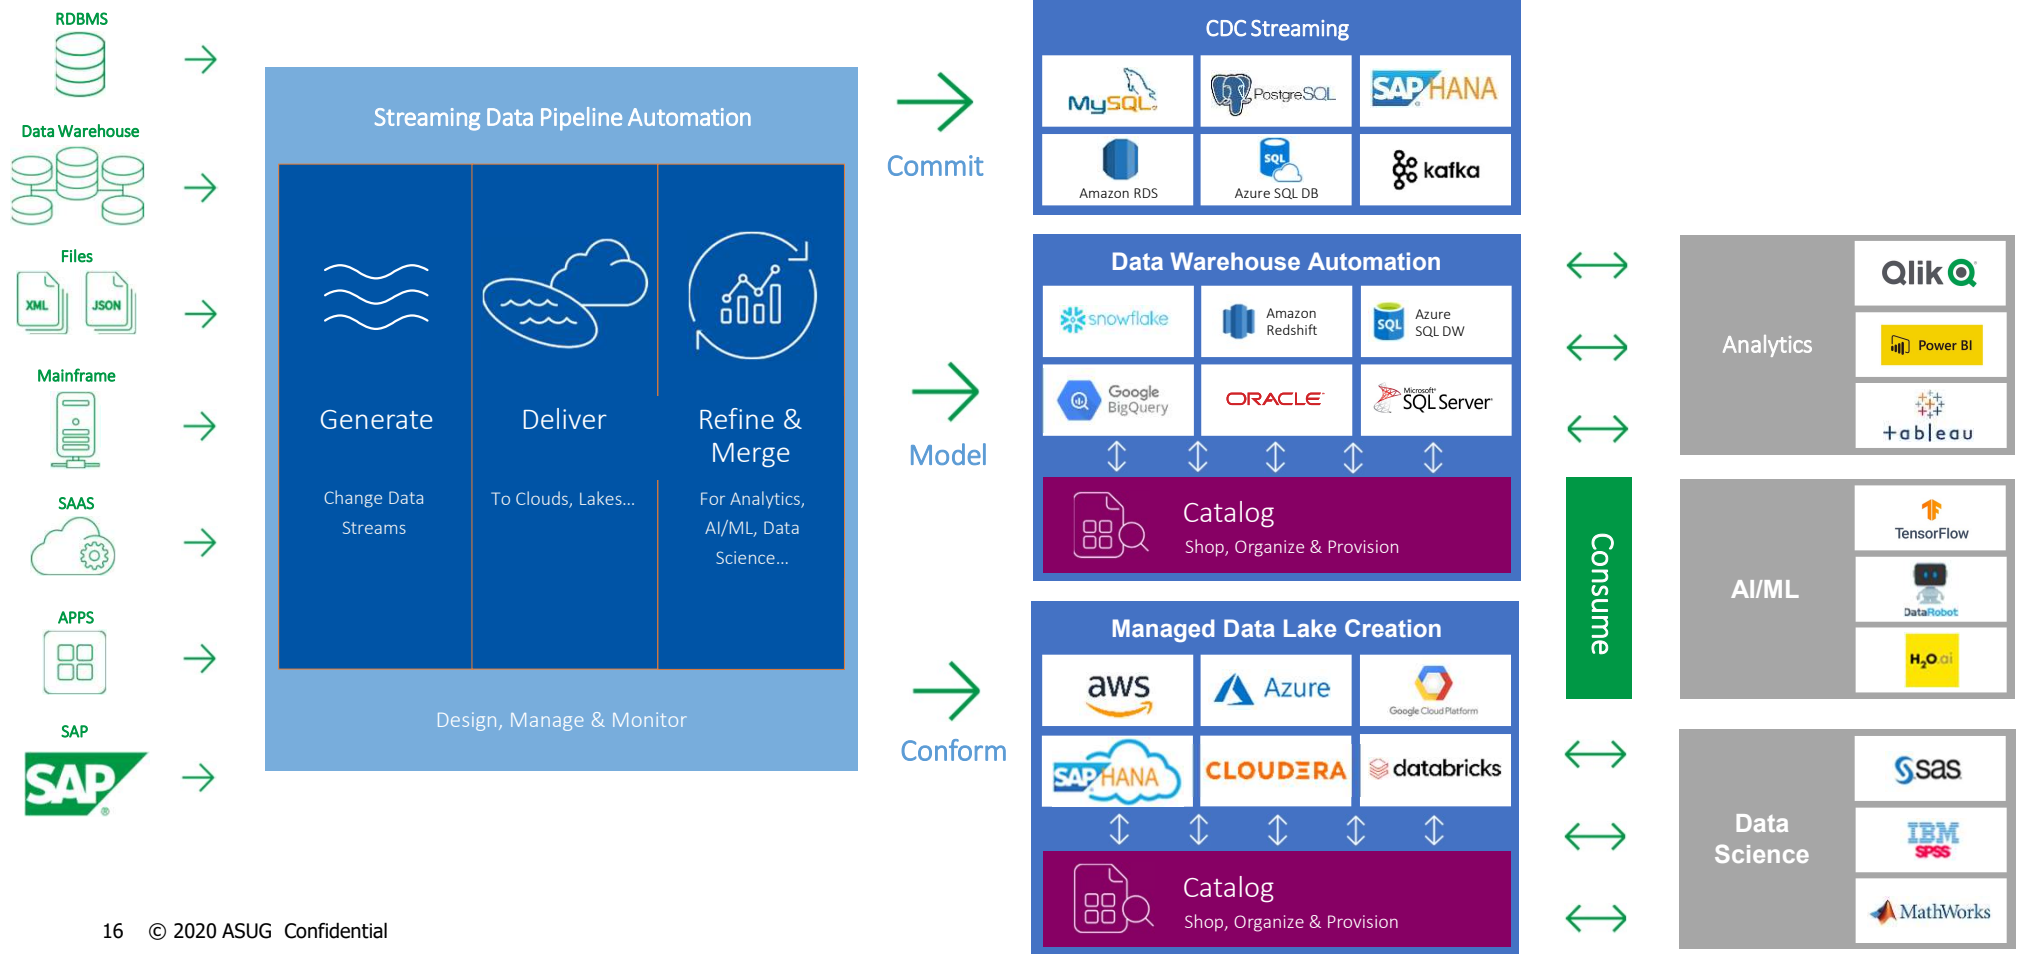 RDBMS
Data Warehouse
Files
XML
JSON
Mainframe
SAAS
APPS
SAP
SAP
®
Streaming Data Pipeline Automation
Generate
Change Data
Streams
Deliver
To Clouds, Lakes...
Refine &
Merge
For Analytics,
AI/ML, Data
Science...
Design, Manage & Monitor
Commit
Model
Conform
CDC Streaming
MySQL
PostgreSQL
SAP HANA
Amazon RDS
SQL
Azure SQL DB
kafka
Data Warehouse Automation
snowflake
Amazon
Redshift
SQL
Azure
SQL DW
Google
BigQuery
ORACLE
Microsoft
SQL Server
Catalog
Shop, Organize & Provision
Managed Data Lake Creation
aws
Azure
Google Cloud Platform
SAP HANA
CLOUDERA
databricks
Catalog
Shop, Organize & Provision
Consume
Analytics
Qlik
Power BI
+ableau
AI/ML
TensorFlow
DataRobot
H2O.ai
Data
Science
sas
IBM
SPSS
MathWorks
16 © 2020 ASUG Confidential